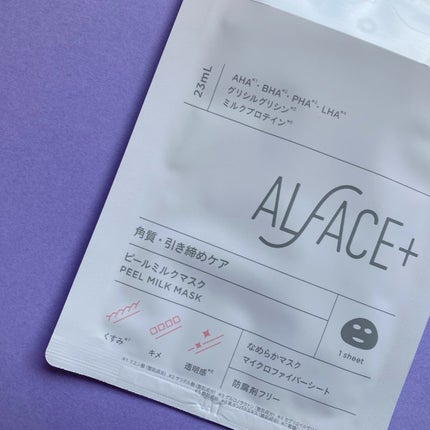 23mL
AHA*¹・BHA*²・PHA*³・LHA*⁴
グリシルグリシン*⁵
ミルクプロテイン*⁶
ALFACE+
角質・引き締めケア
ピールミルクマスク
PEEL MILK MASK
くすみ*⁷
キメ
透明感*⁸
1 sheet
なめらかマスク
マイクロファイバーシート
防腐剤フリー